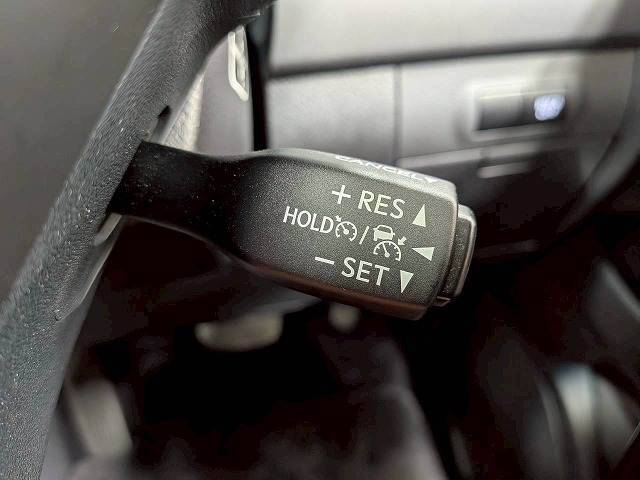 CANCEL
+ RES
HOLD /
− SET